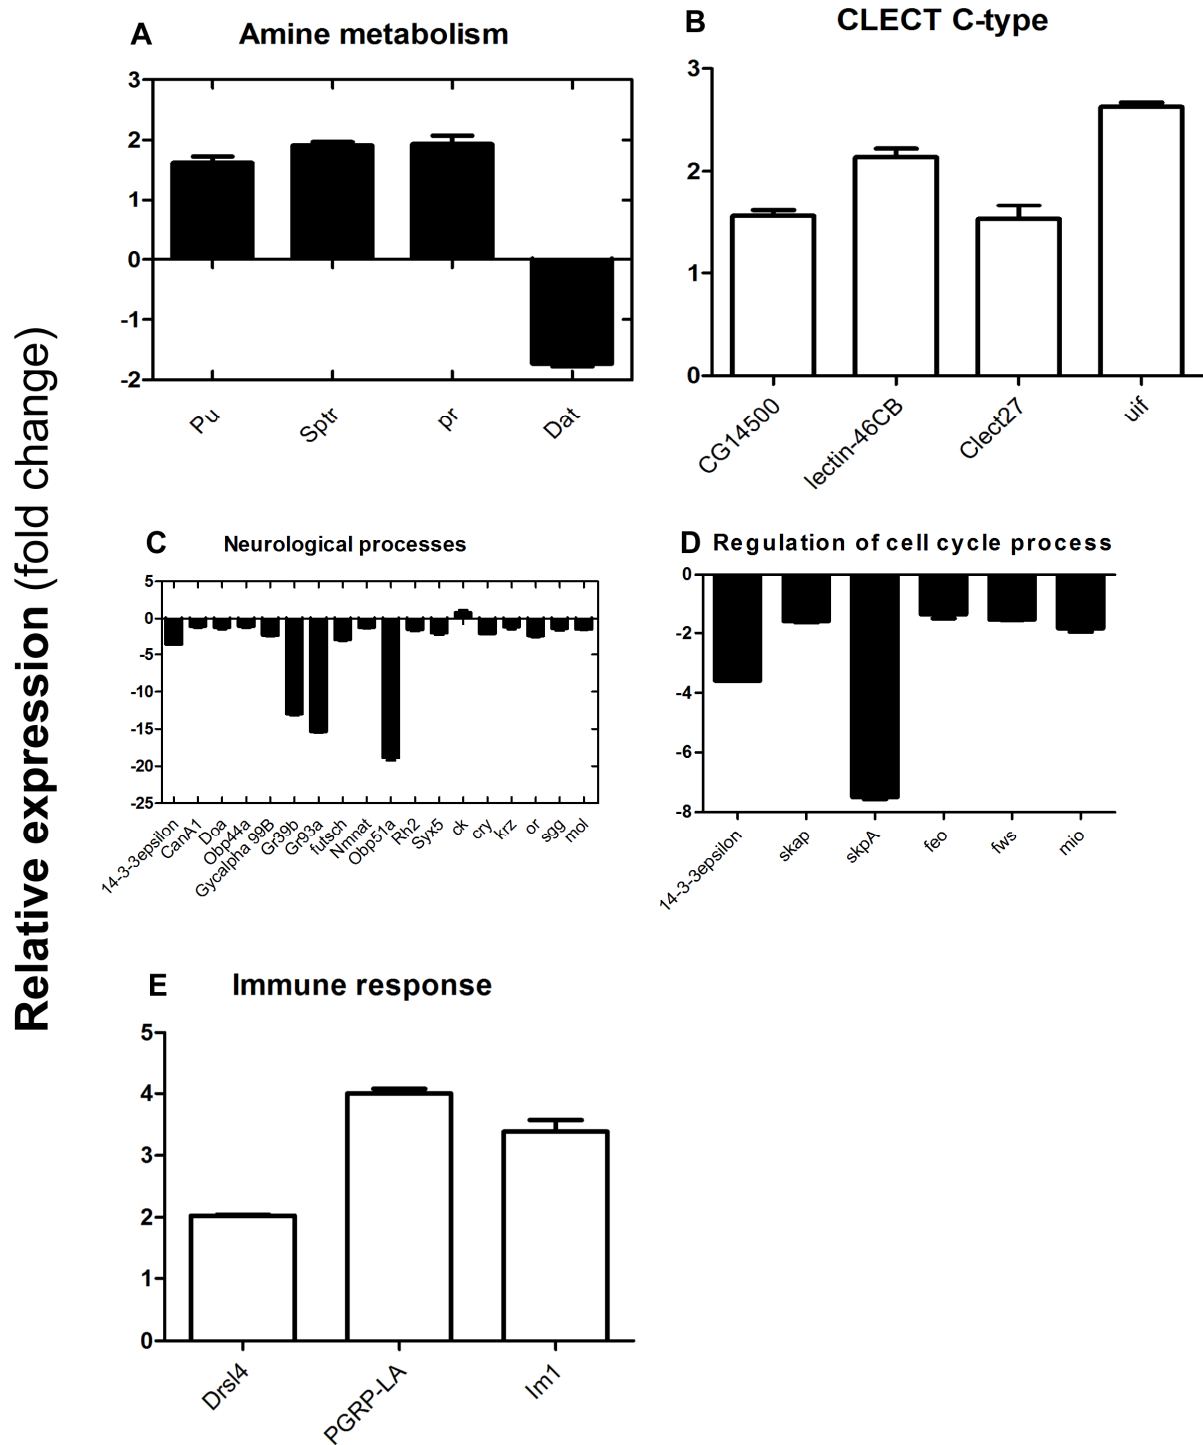 Relative expression (fold change)
A Amine metabolism
3
2
1
0
-1
-2
Pu
Sptr
pr
Dat
B CLECT C-type
3
2
1
0
CG14500
lectin-46CB
Clect27
uif
C Neurological processes
5
0
-5
-10
-15
-20
-25
14-3-3epsilon
CanA1
Doa
Obp44a
Gycalpha 99B
Gr39b
Gr93a
futsch
Nmnat
Obp51a
Rh2
Syx5
ck
cry
krz
or
sgg
mol
D Regulation of cell cycle process
0
-2
-4
-6
-8
14-3-3epsilon
skap
skpA
feo
fws
mio
E Immune response
5
4
3
2
1
0
Drsl4
PGRP-LA
Im1